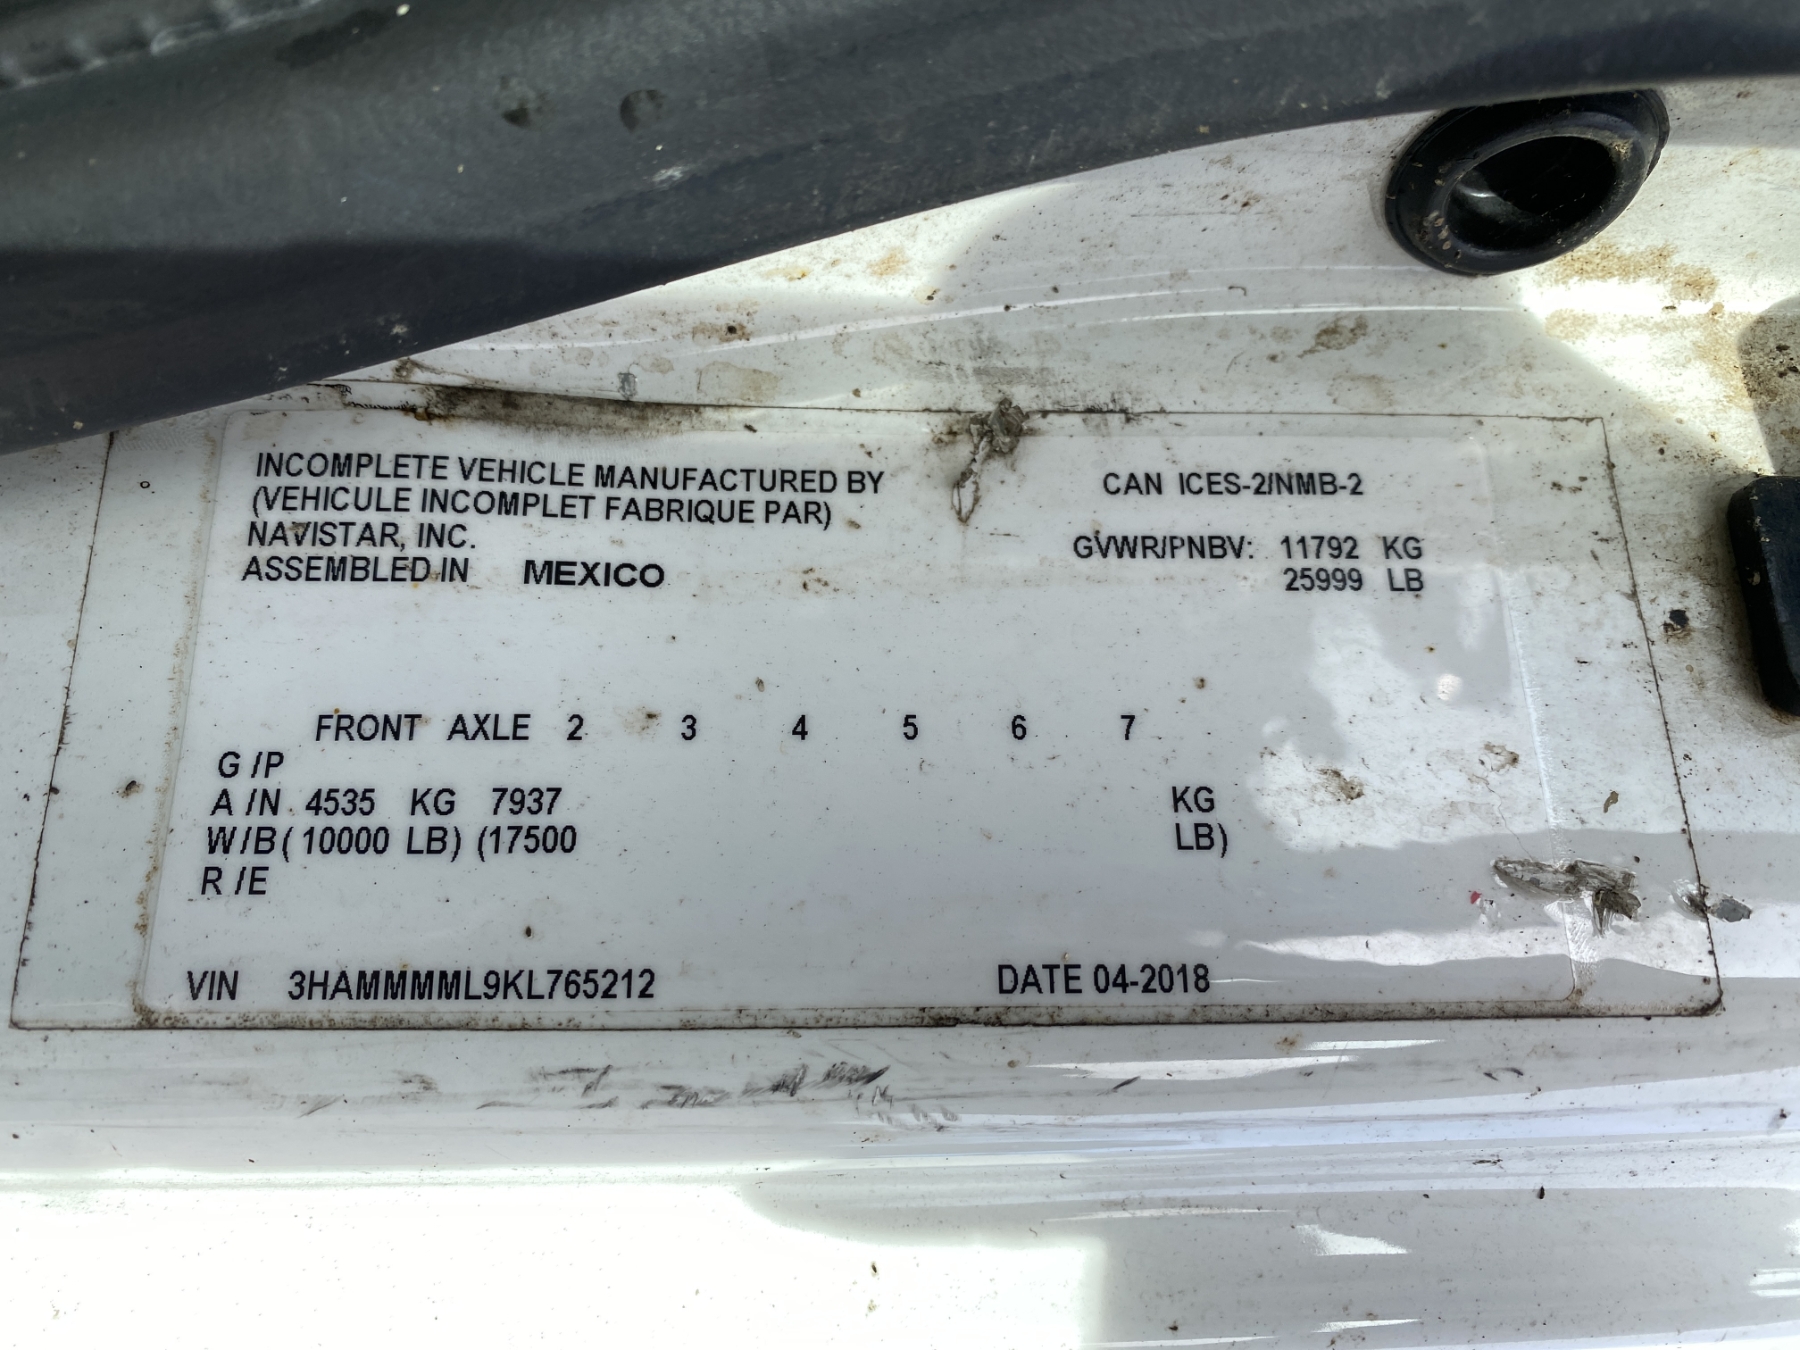 INCOMPLETE VEHICLE MANUFACTURED BY
(VEHICULE INCOMPLET FABRIQUE PAR)
NAVISTAR, INC.
ASSEMBLED IN MEXICO
CAN ICES-2/NMB-2
GVWR/PNBV: 11792 KG
25999 LB
FRONT AXLE 2 3 4 5 6 7
G /P
A /N 4535 KG 7937 KG
W/B ( 10000 LB) (17500 LB)
R /E
VIN 3HAMMMML9KL765212 DATE 04-2018